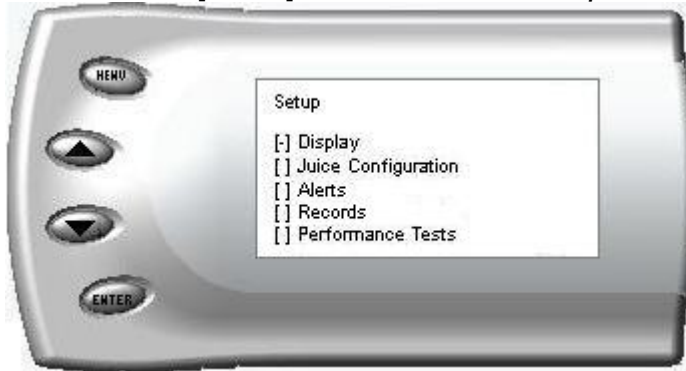 MENU
Setup
[-] Display
[ ] Juice Configuration
[ ] Alerts
[ ] Records
[ ] Performance Tests
ENTER